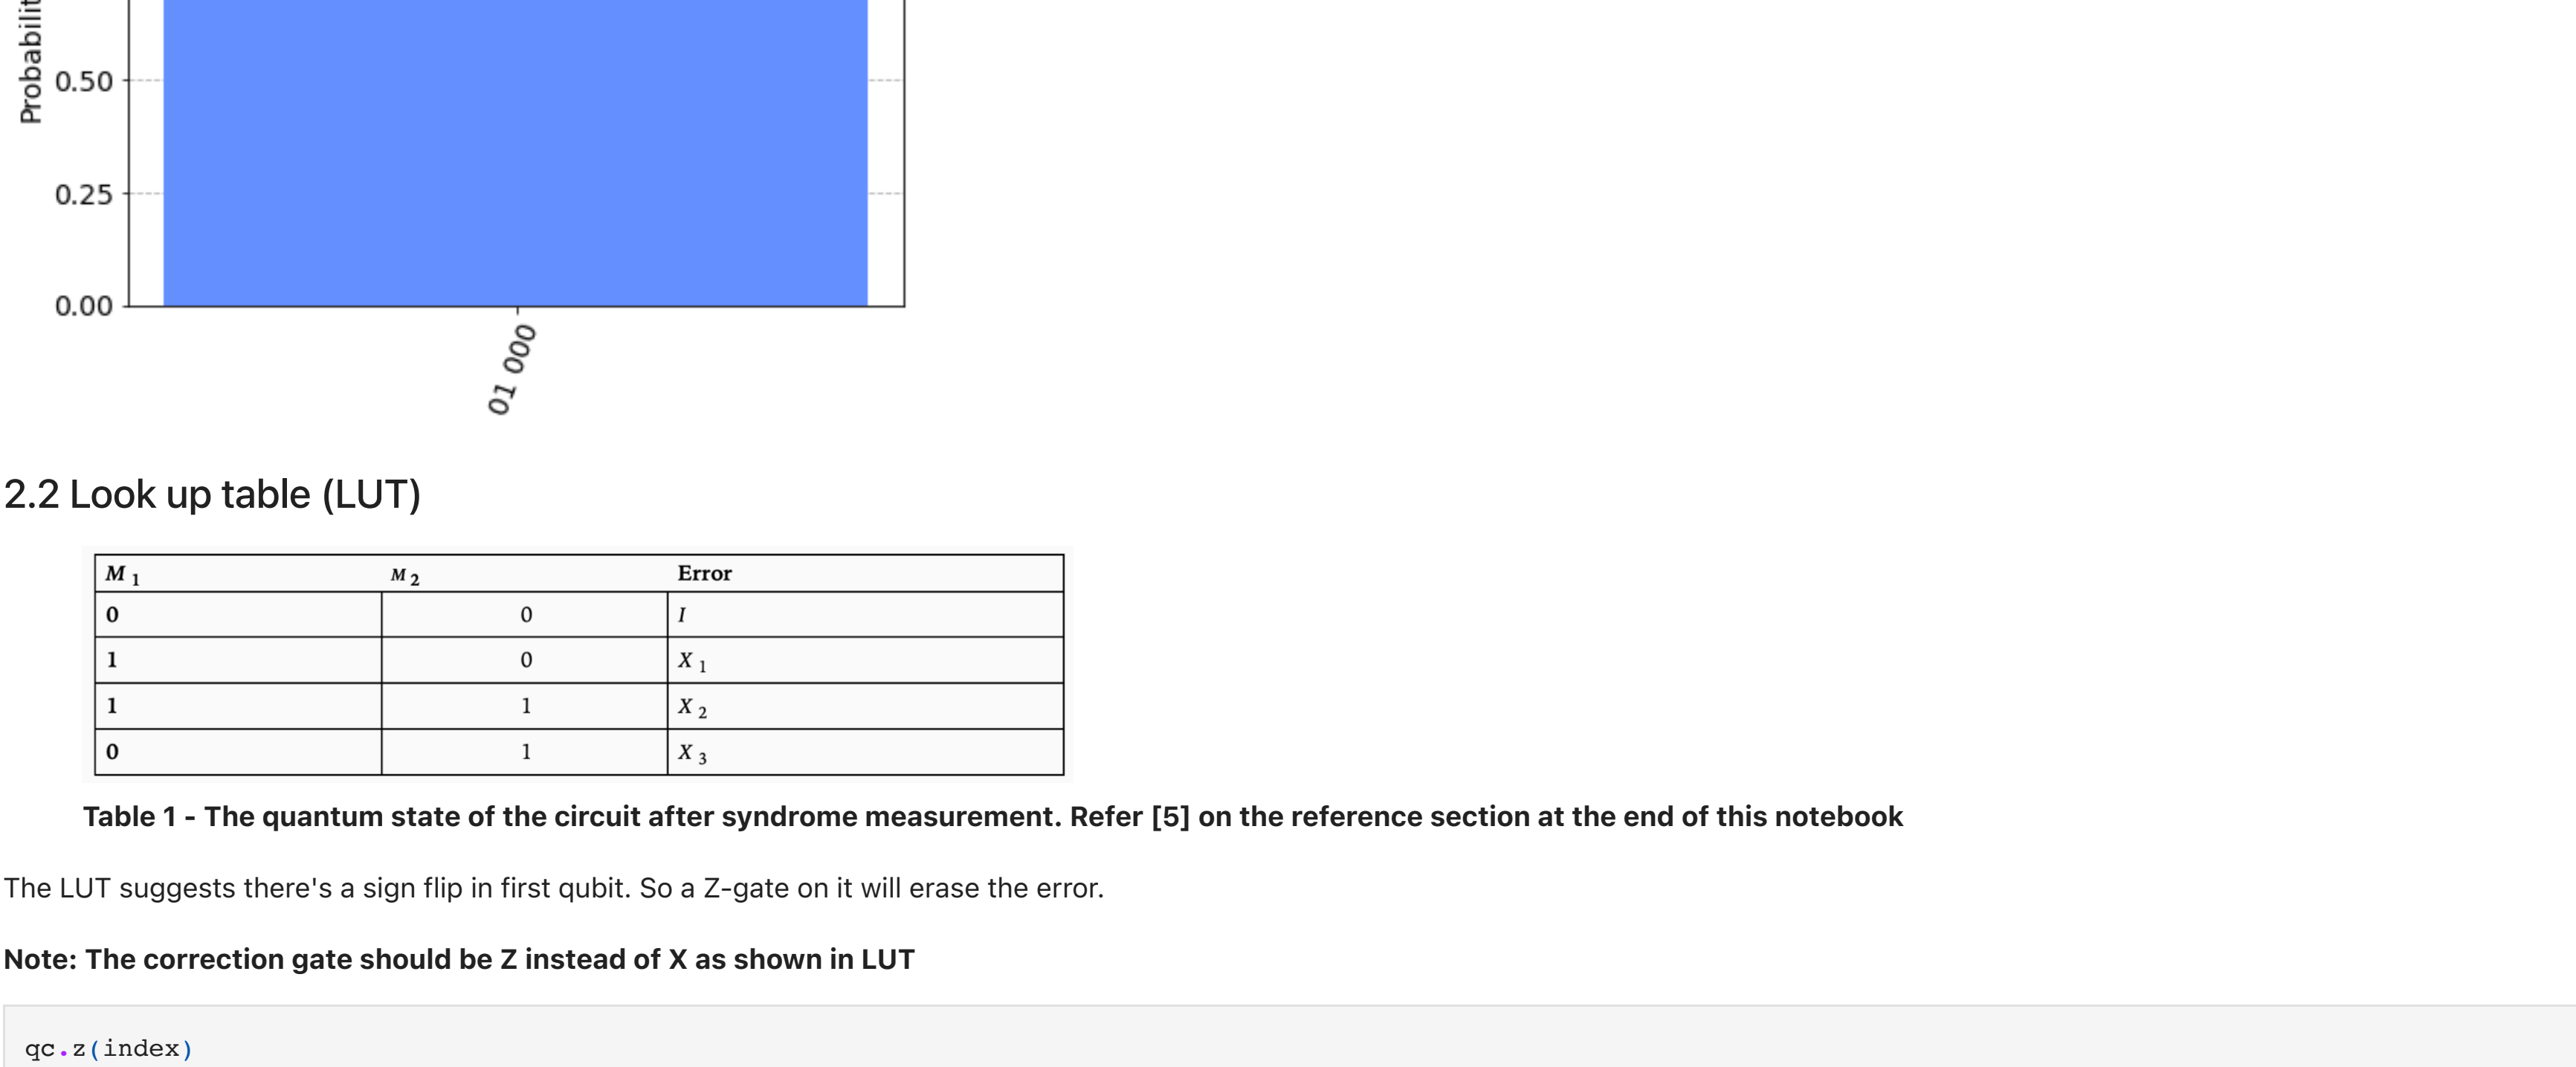 Probabilit
0.50
0.25
0.00
01 000
2.2 Look up table (LUT)
M 1 M 2 Error
0 0 I
1 0 X 1
1 1 X 2
0 1 X 3
Table 1 - The quantum state of the circuit after syndrome measurement. Refer [5] on the reference section at the end of this notebook
The LUT suggests there's a sign flip in first qubit. So a Z-gate on it will erase the error.
Note: The correction gate should be Z instead of X as shown in LUT
qc.z(index)